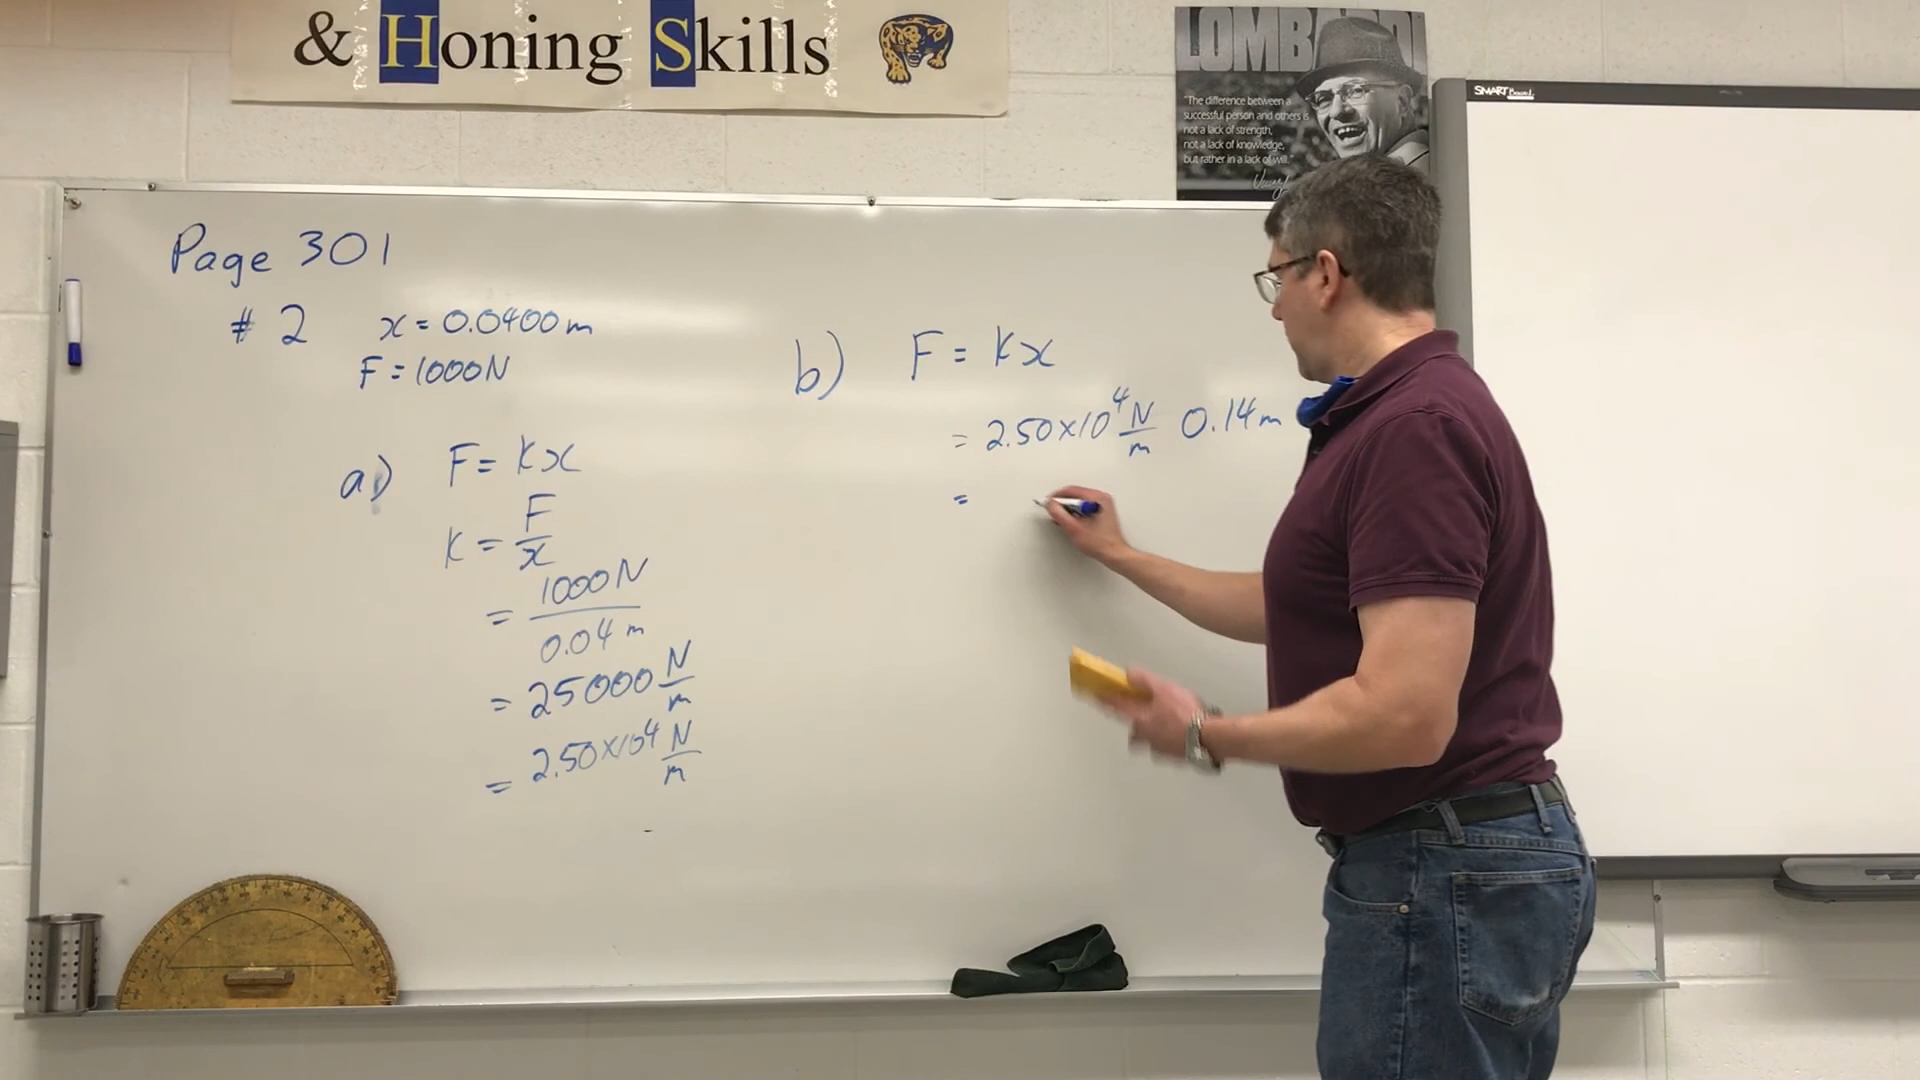 & Honing Skills
LOMBARDI
"The difference between a
successful person and others is
not a lack of strength,
not a lack of knowledge,
but rather in a lack of will."
SMART Board
Page 301
# 2 x = 0.0400 m
F = 1000 N
a) F = Kx
K = F/x
= 1000 N / 0.04 m
= 25000 N/m
= 2.50 × 10⁴ N/m
b) F = Kx
= 2.50 × 10⁴ N/m 0.14 m
=